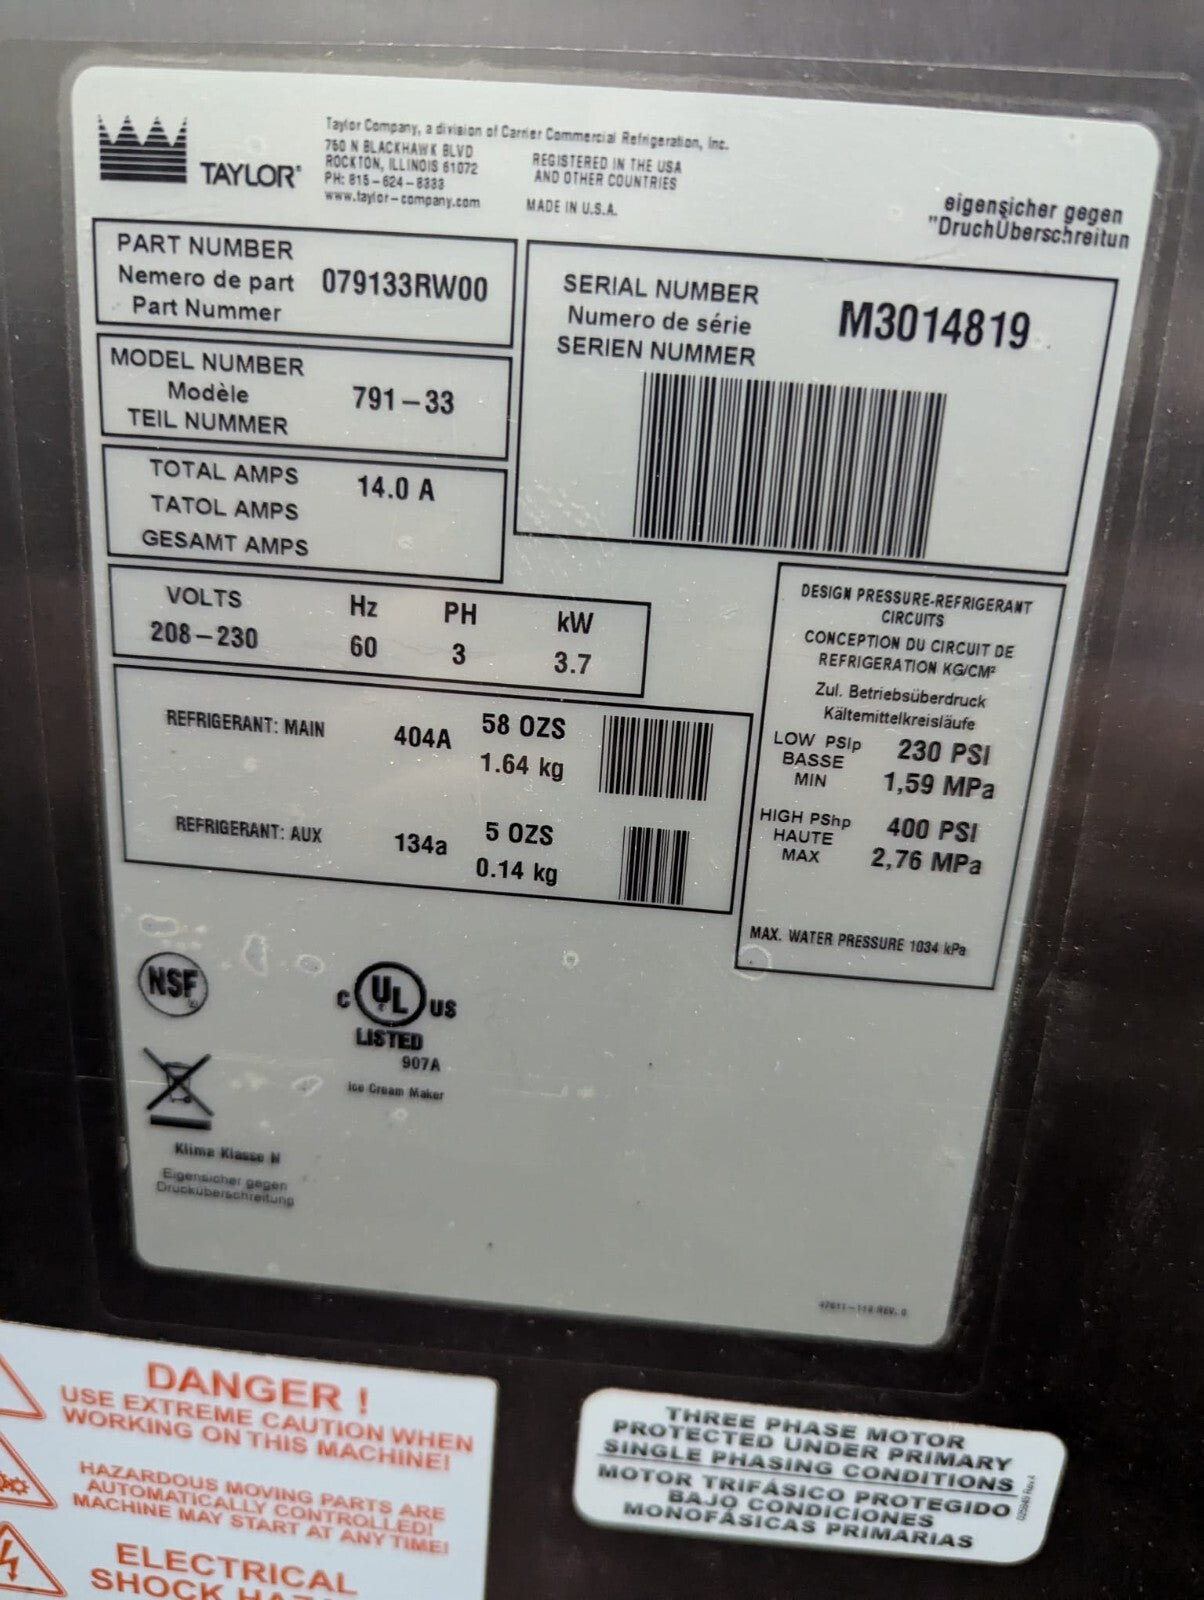 TAYLOR®
Taylor Company, a division of Carrier Commercial Refrigeration, Inc.
750 N BLACKHAWK BLVD
ROCKTON, ILLINOIS 61072
PH: 815-624-8333
www.taylor-company.com
REGISTERED IN THE USA
AND OTHER COUNTRIES
MADE IN U.S.A.
eigensicher gegen
"DruchÜberschreitun
PART NUMBER
Nemero de part
Part Nummer
079133RW00
SERIAL NUMBER
Numero de série
SERIEN NUMMER
M3014819
MODEL NUMBER
Modèle
TEIL NUMMER
791-33
TOTAL AMPS
TATOL AMPS
GESAMT AMPS
14.0 A
VOLTS Hz PH kW
208-230 60 3 3.7
REFRIGERANT: MAIN 404A 58 OZS
1.64 kg
REFRIGERANT: AUX 134a 5 OZS
0.14 kg
DESIGN PRESSURE-REFRIGERANT
CIRCUITS
CONCEPTION DU CIRCUIT DE
REFRIGERATION KG/CM²
Zul. Betriebsüberdruck
Kältemittelkreisläufe
LOW PSIp
BASSE
MIN
230 PSI
1,59 MPa
HIGH PShp
HAUTE
MAX
400 PSI
2,76 MPa
MAX. WATER PRESSURE 1034 kPa
NSF®
C UL US
LISTED
907A
Ice Cream Maker
Klima Klasse N
Eigensicher gegen
Drucküberschreitung
47611-118 REV. 0
DANGER !
USE EXTREME CAUTION WHEN
WORKING ON THIS MACHINE!
HAZARDOUS MOVING PARTS ARE
AUTOMATICALLY CONTROLLED!
MACHINE MAY START AT ANY TIME!
ELECTRICAL
SHOCK
THREE PHASE MOTOR
PROTECTED UNDER PRIMARY
SINGLE PHASING CONDITIONS
MOTOR TRIFÁSICO PROTEGIDO
BAJO CONDICIONES
MONOFÁSICAS PRIMARIAS